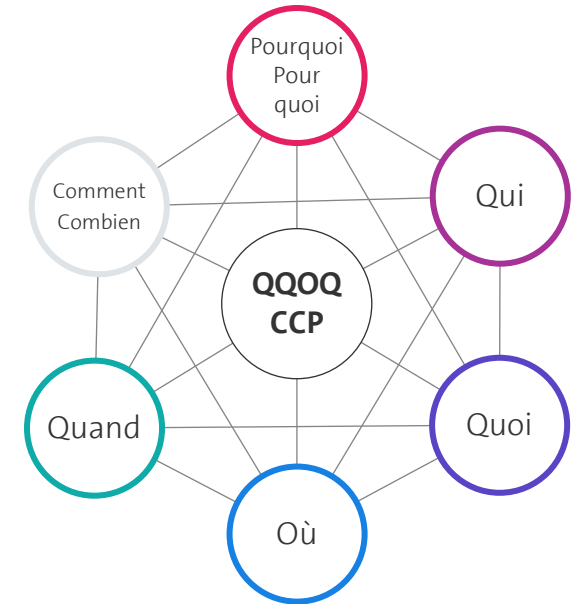 Pourquoi
Pour
quoi
Qui
Comment
Combien
QQOQ
CCP
Quand
Quoi
Où